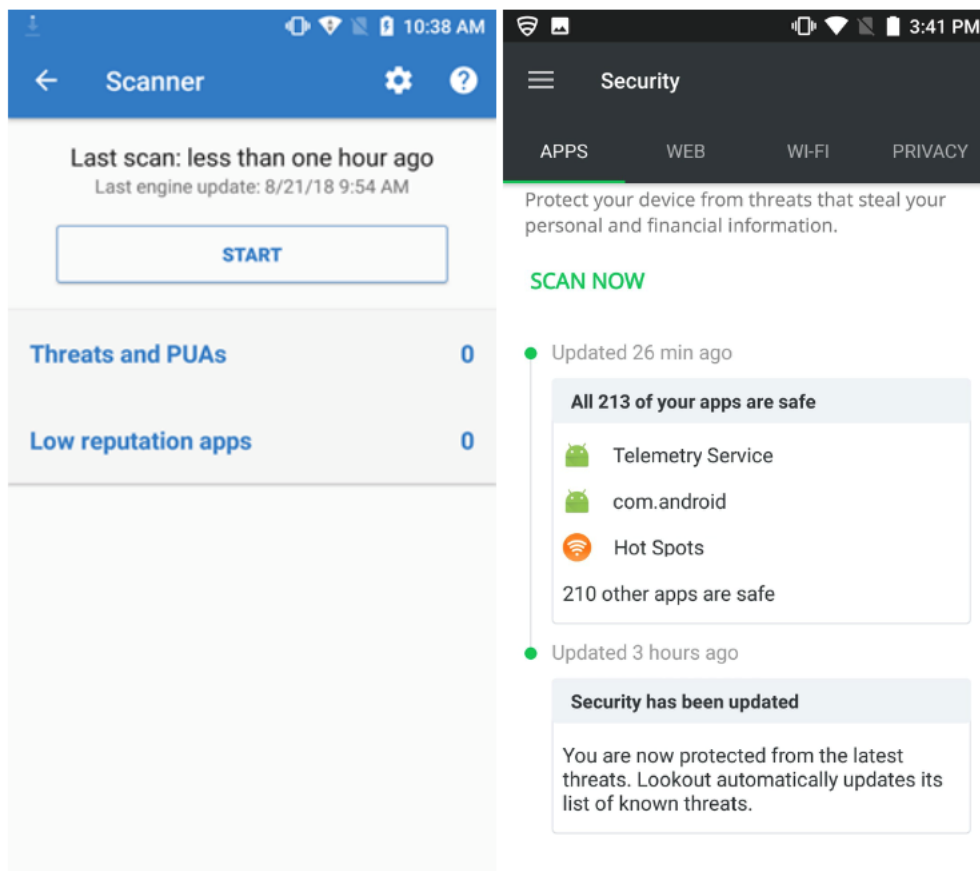 10:38 AM
Scanner
Last scan: less than one hour ago
Last engine update: 8/21/18 9:54 AM
START
Threats and PUAs 0
Low reputation apps 0
3:41 PM
Security
APPS WEB WI-FI PRIVACY
Protect your device from threats that steal your
personal and financial information.
SCAN NOW
Updated 26 min ago
All 213 of your apps are safe
Telemetry Service
com.android
Hot Spots
210 other apps are safe
Updated 3 hours ago
Security has been updated
You are now protected from the latest
threats. Lookout automatically updates its
list of known threats.